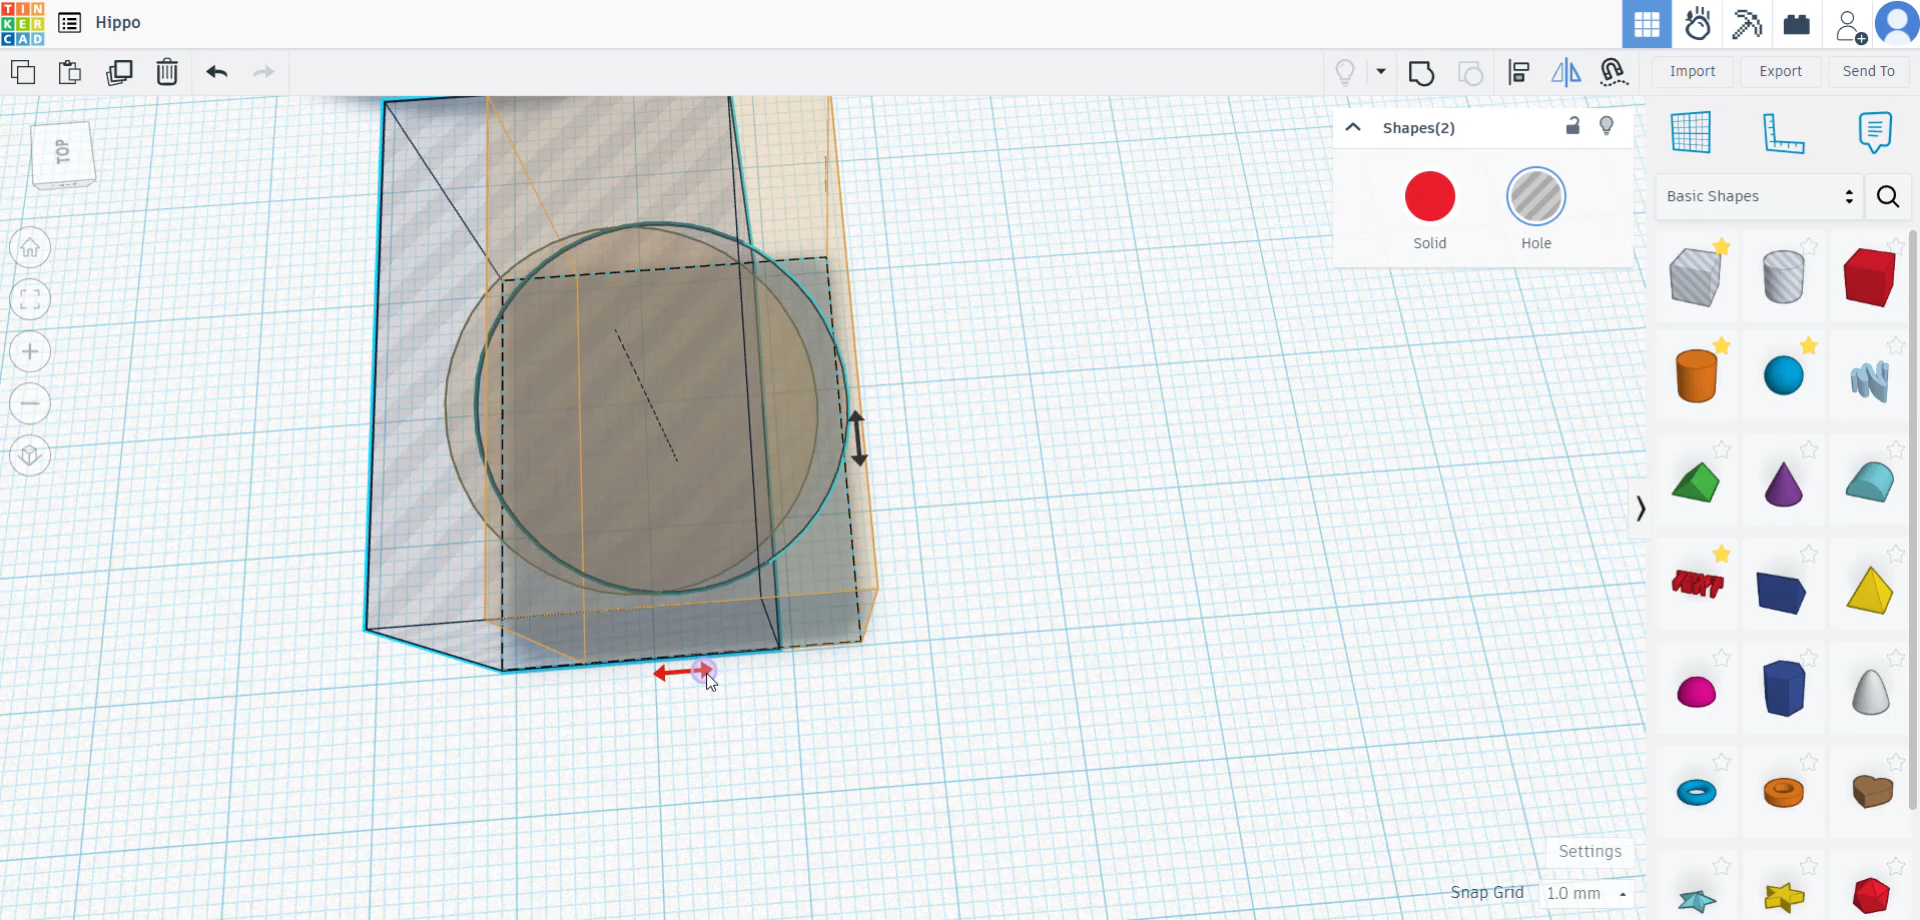 TIN
KER
CAD
Hippo
Import
Export
Send To
TOP
Shapes(2)
Solid
Hole
Basic Shapes
TEXT
Settings
Snap Grid
1.0 mm